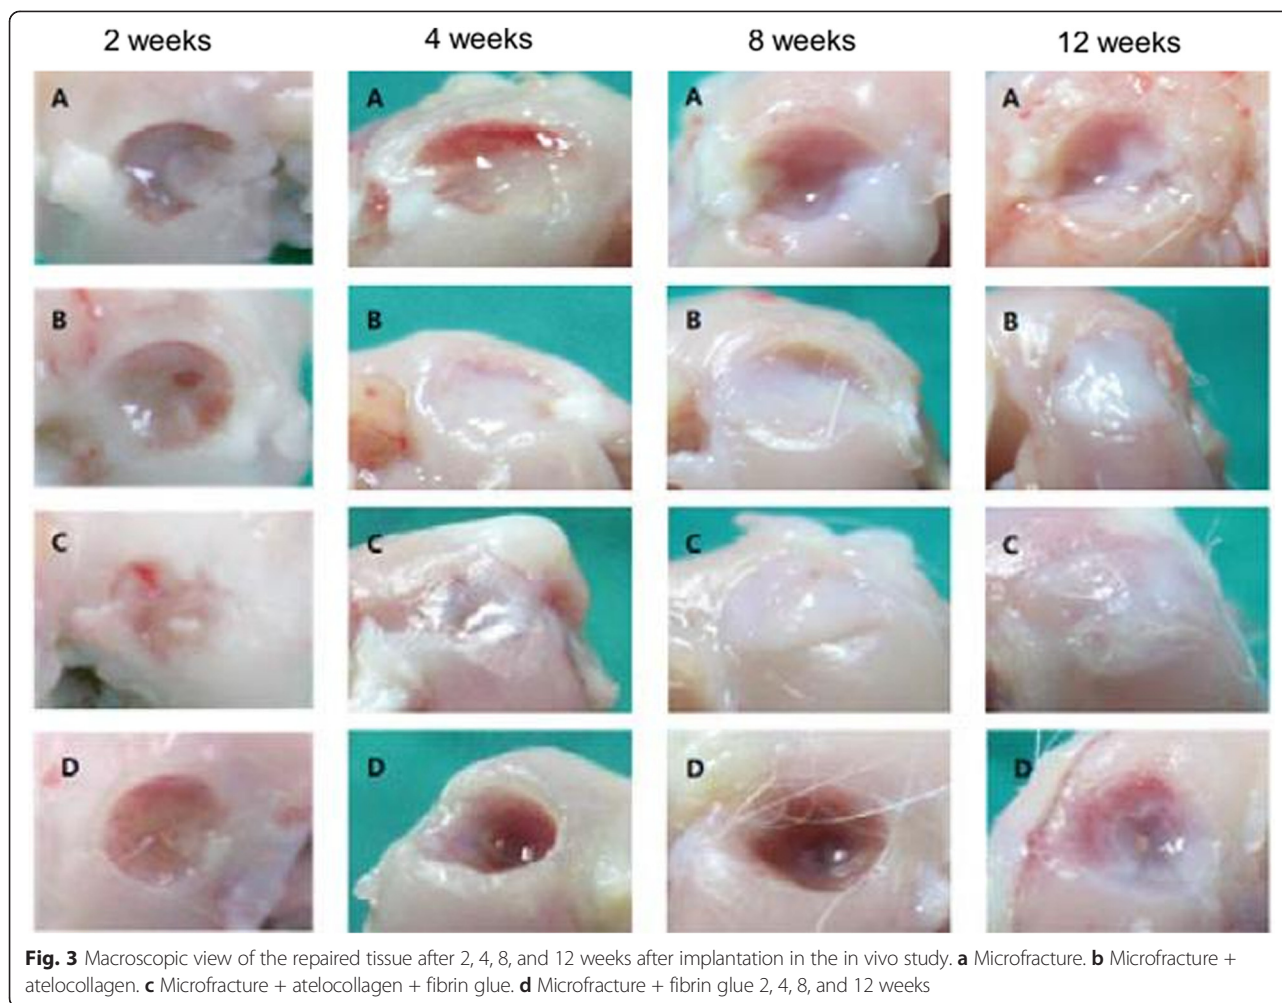 2 weeks 4 weeks 8 weeks 12 weeks
A A A A
B B B B
C C C C
D D D D
Fig. 3 Macroscopic view of the repaired tissue after 2, 4, 8, and 12 weeks after implantation in the in vivo study. a Microfracture. b Microfracture +
atelocollagen. c Microfracture + atelocollagen + fibrin glue. d Microfracture + fibrin glue 2, 4, 8, and 12 weeks